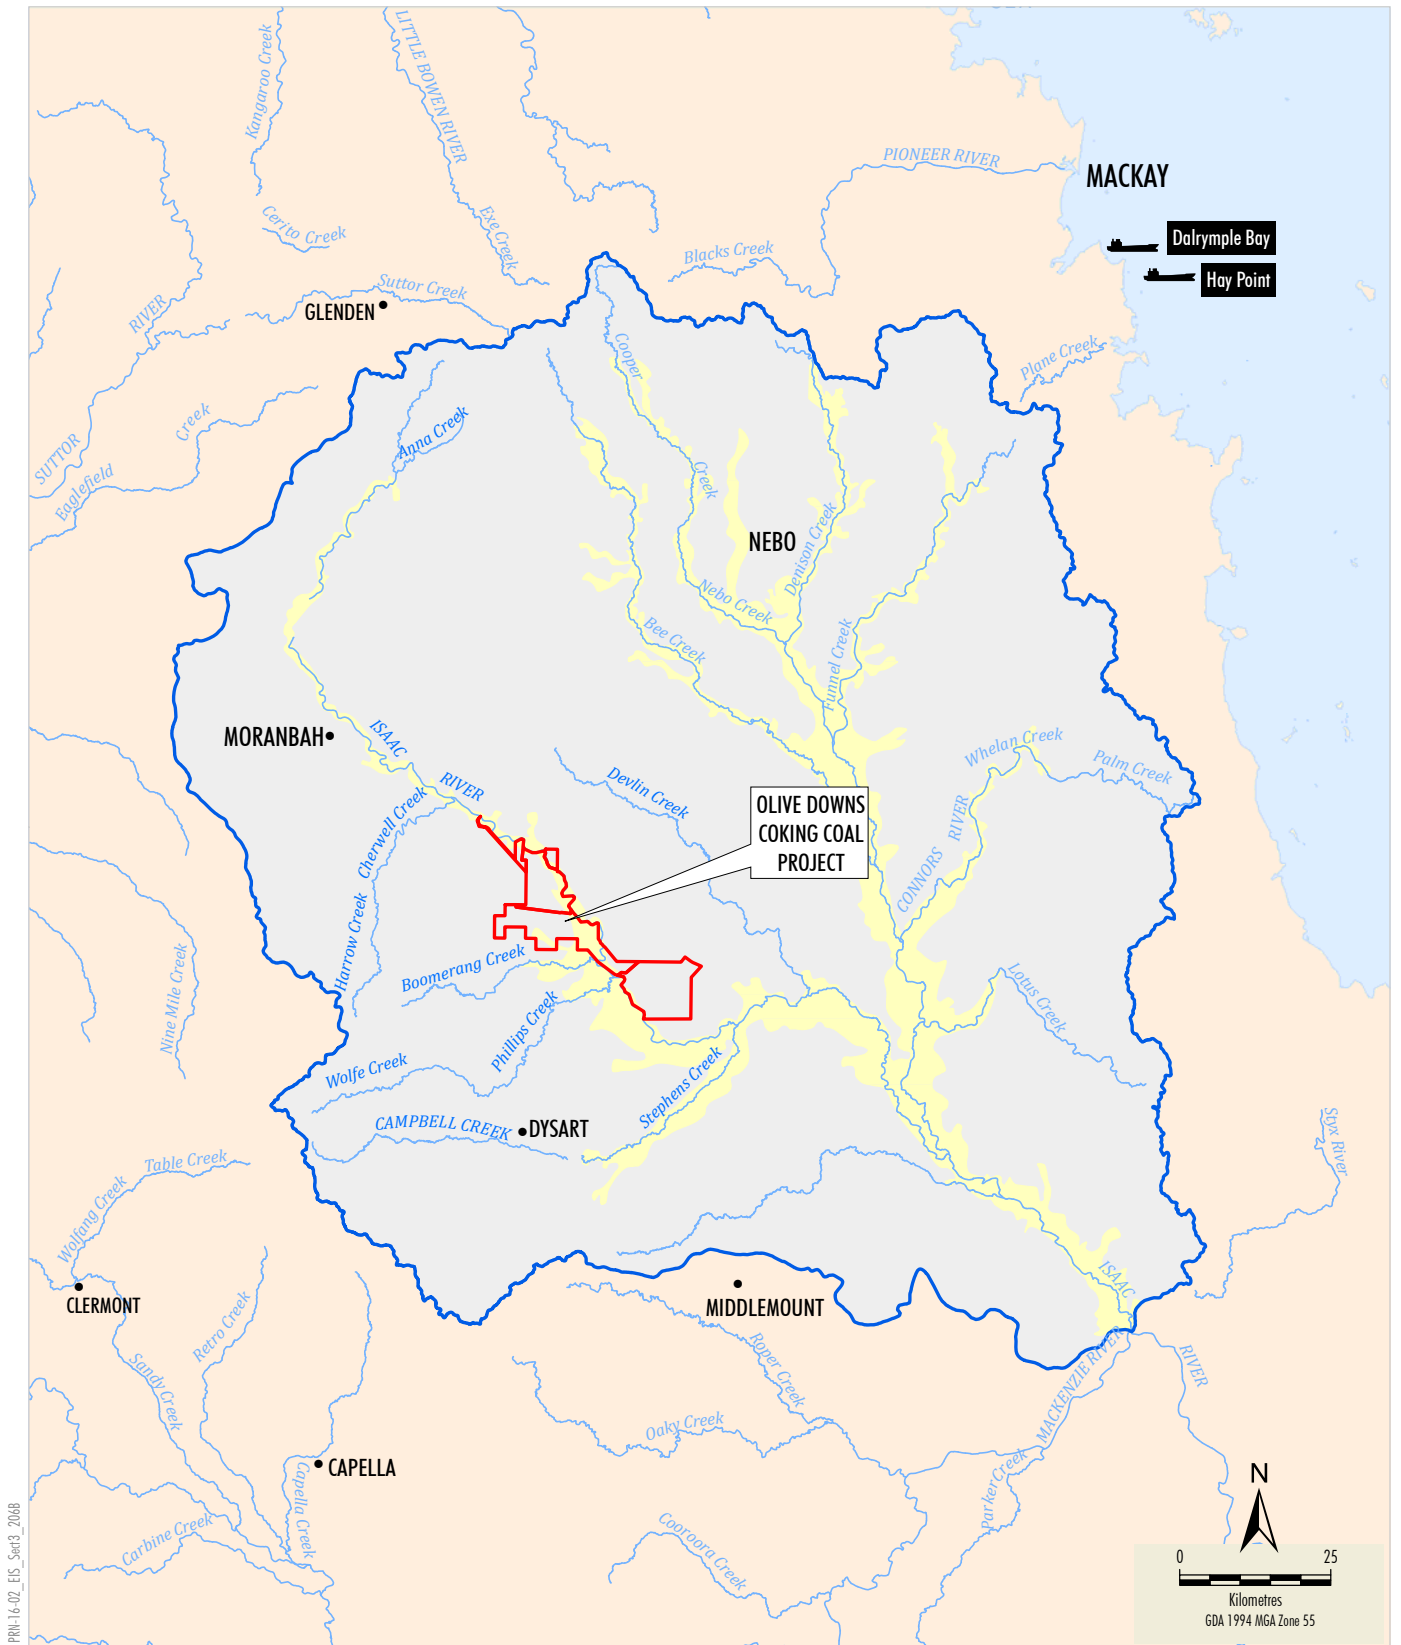 Kangaroo Creek
LITTLE BOWEN RIVER
PIONEER RIVER
MACKAY
Cerito Creek
Exe Creek
Blacks Creek
Dalrymple Bay
Hay Point
Suttor Creek
GLENDEN
RIVER
Cooper
Plane Creek
Creek
Anna Creek
SUTTOR
Eaglefield
Creek
NEBO
Denison Creek
Nebo Creek
Bee Creek
Funnel Creek
MORANBAH
ISAAC
RIVER
Whelan Creek
Palm Creek
Devlin Creek
OLIVE DOWNS
COKING COAL
PROJECT
Cherwell Creek
CONNORS
RIVER
Harrow Creek
Boomerang Creek
Lotus Creek
Nine Mile Creek
Phillips Creek
Wolfe Creek
Stephens Creek
CAMPBELL CREEK
DYSART
Styx River
Table Creek
Wolfang Creek
CLERMONT
ISAAC
MIDDLEMOUNT
Retro Creek
Sandy Creek
Roper Creek
MACKENZIE RIVER
RIVER
Oaky Creek
CAPELLA
Capella Creek
Parker Creek
Carbine Creek
Cooroora Creek
N
0 25
Kilometres
GDA 1994 MGA Zone 55
PRN-16-02_EIS_Sect3_206B